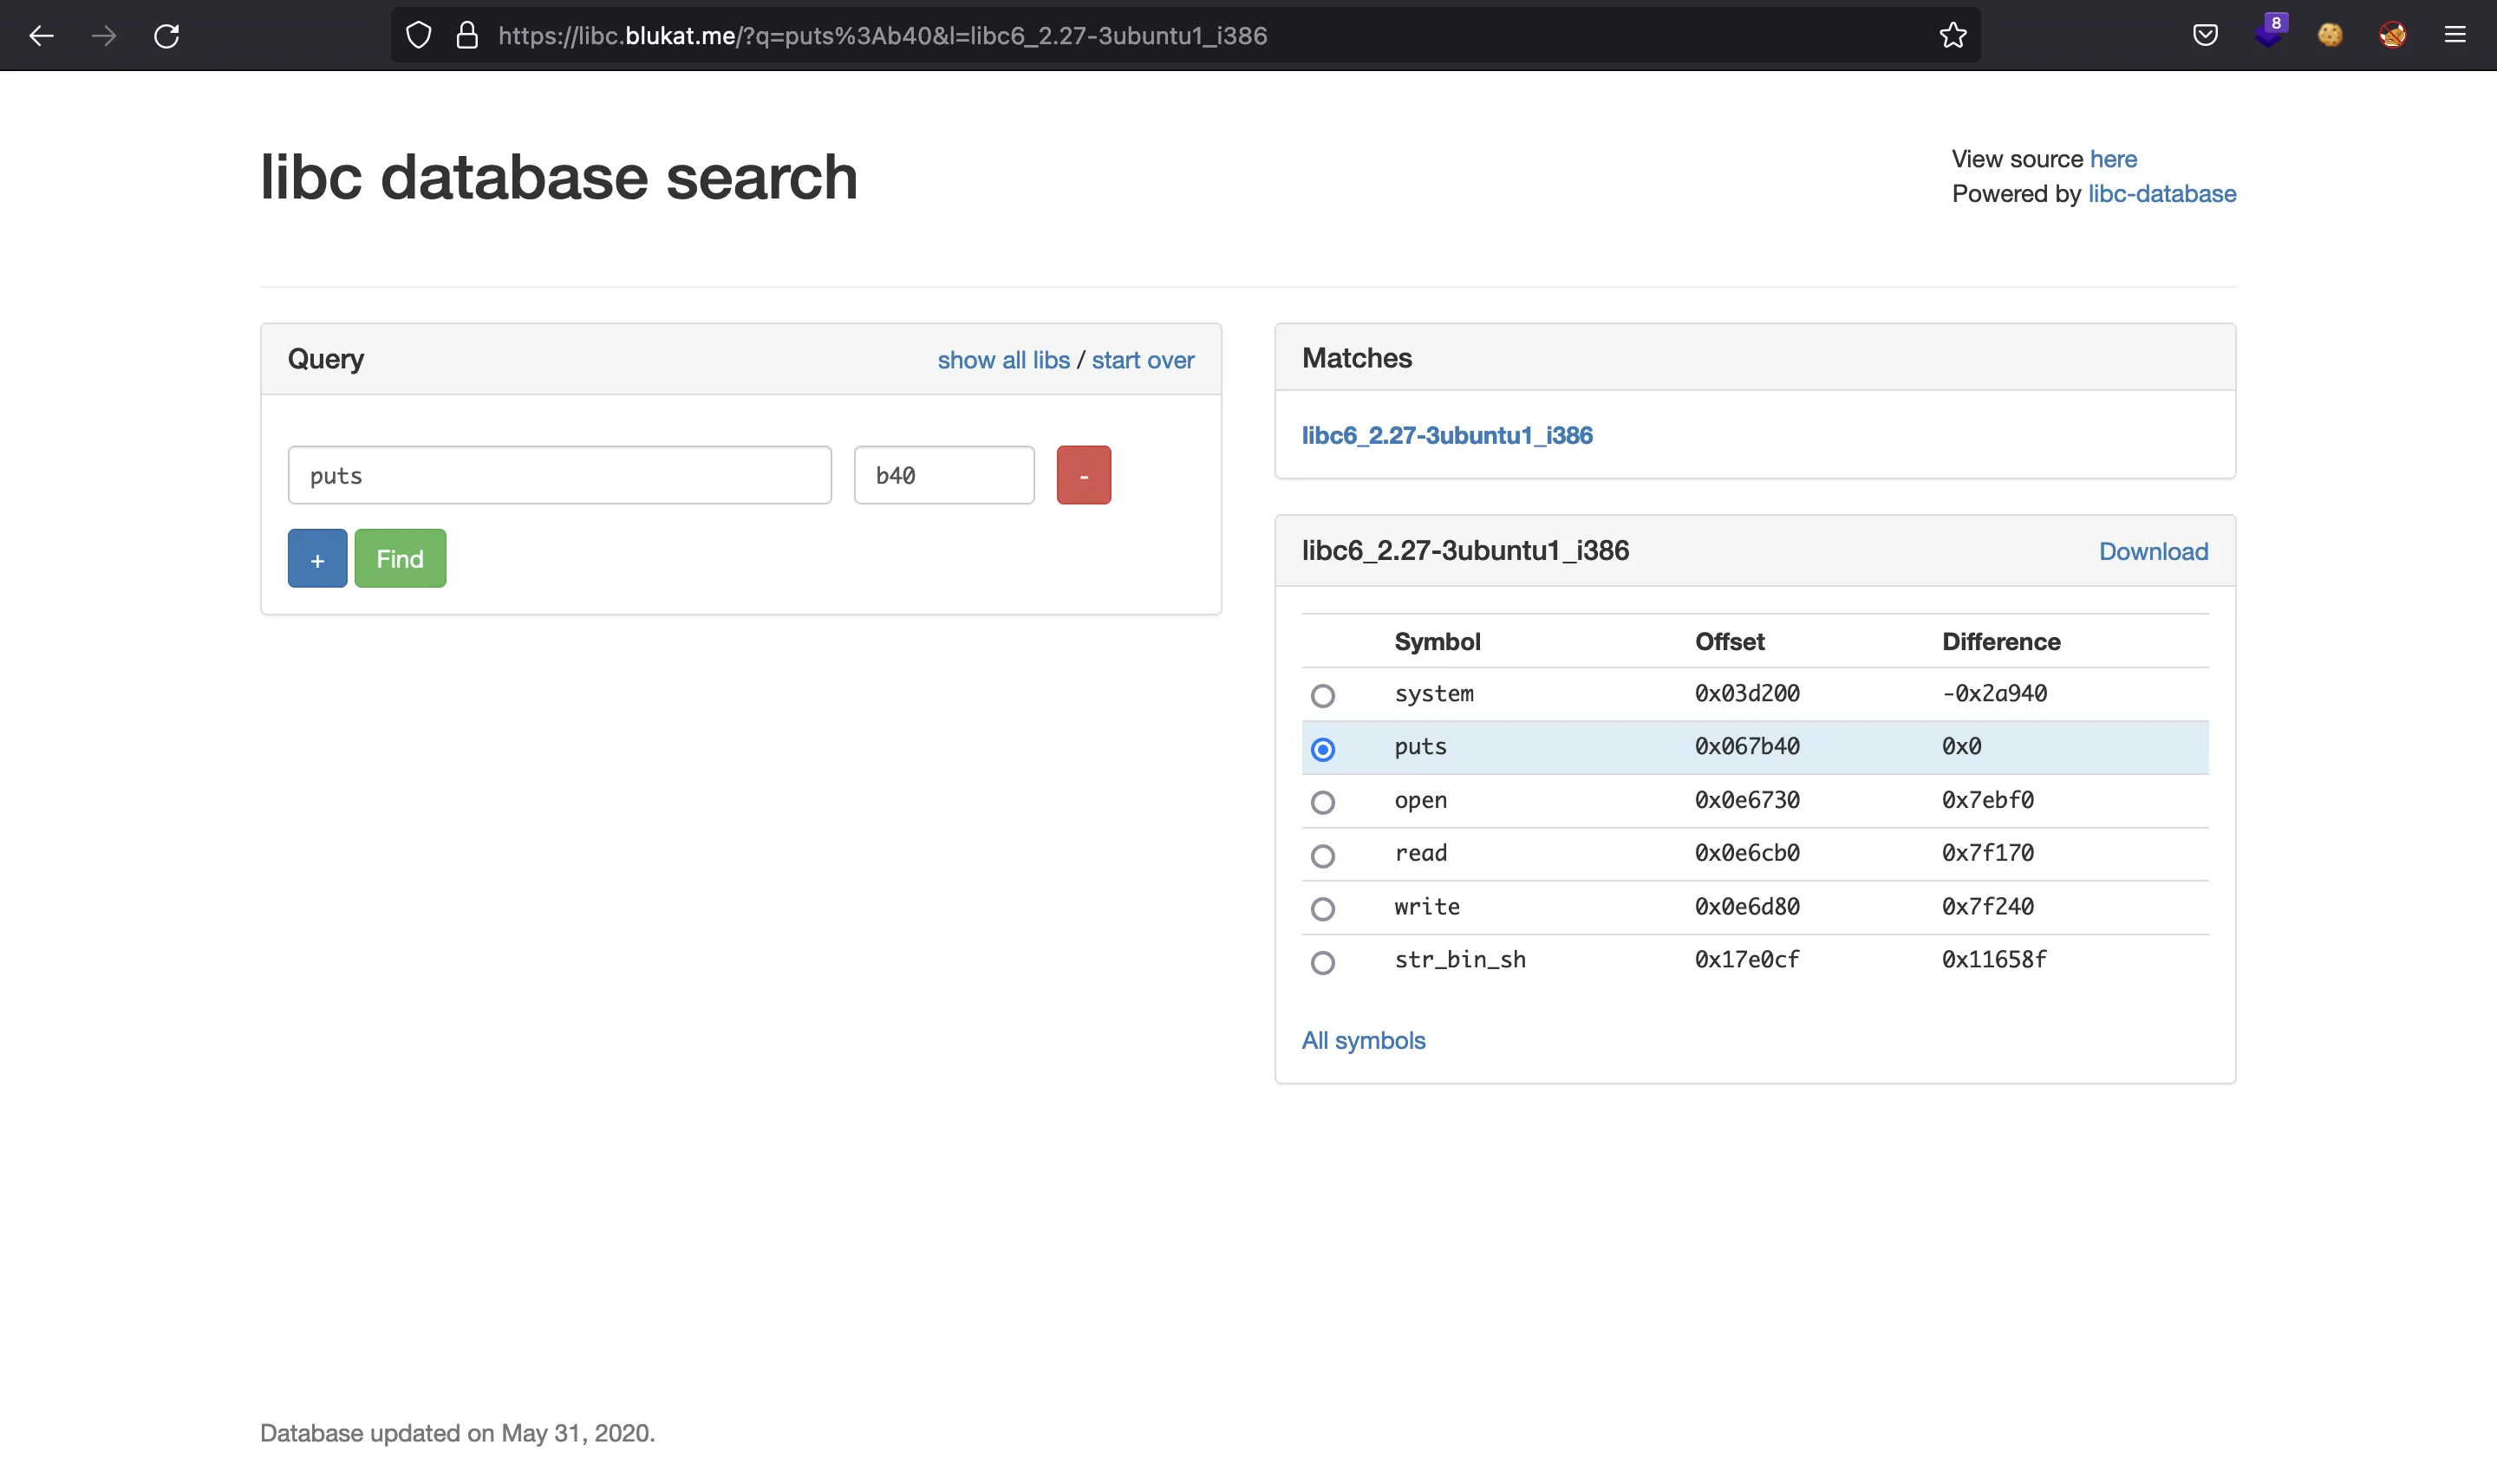 https://libc.blukat.me/?q=puts%3Ab40&l=libc6_2.27-3ubuntu1_i386
8
libc database search
View source here
Powered by libc-database
Query
show all libs / start over
puts
b40
-
+
Find
Matches
libc6_2.27-3ubuntu1_i386
libc6_2.27-3ubuntu1_i386
Download
Symbol Offset Difference
system 0x03d200 -0x2a940
puts 0x067b40 0x0
open 0x0e6730 0x7ebf0
read 0x0e6cb0 0x7f170
write 0x0e6d80 0x7f240
str_bin_sh 0x17e0cf 0x11658f
All symbols
Database updated on May 31, 2020.